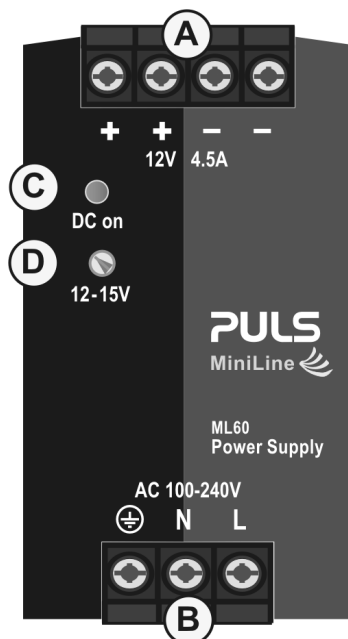 A
+ + – –
12V 4.5A
C
DC on
D
12-15V
PULS
MiniLine
ML60
Power Supply
AC 100-240V
N L
B